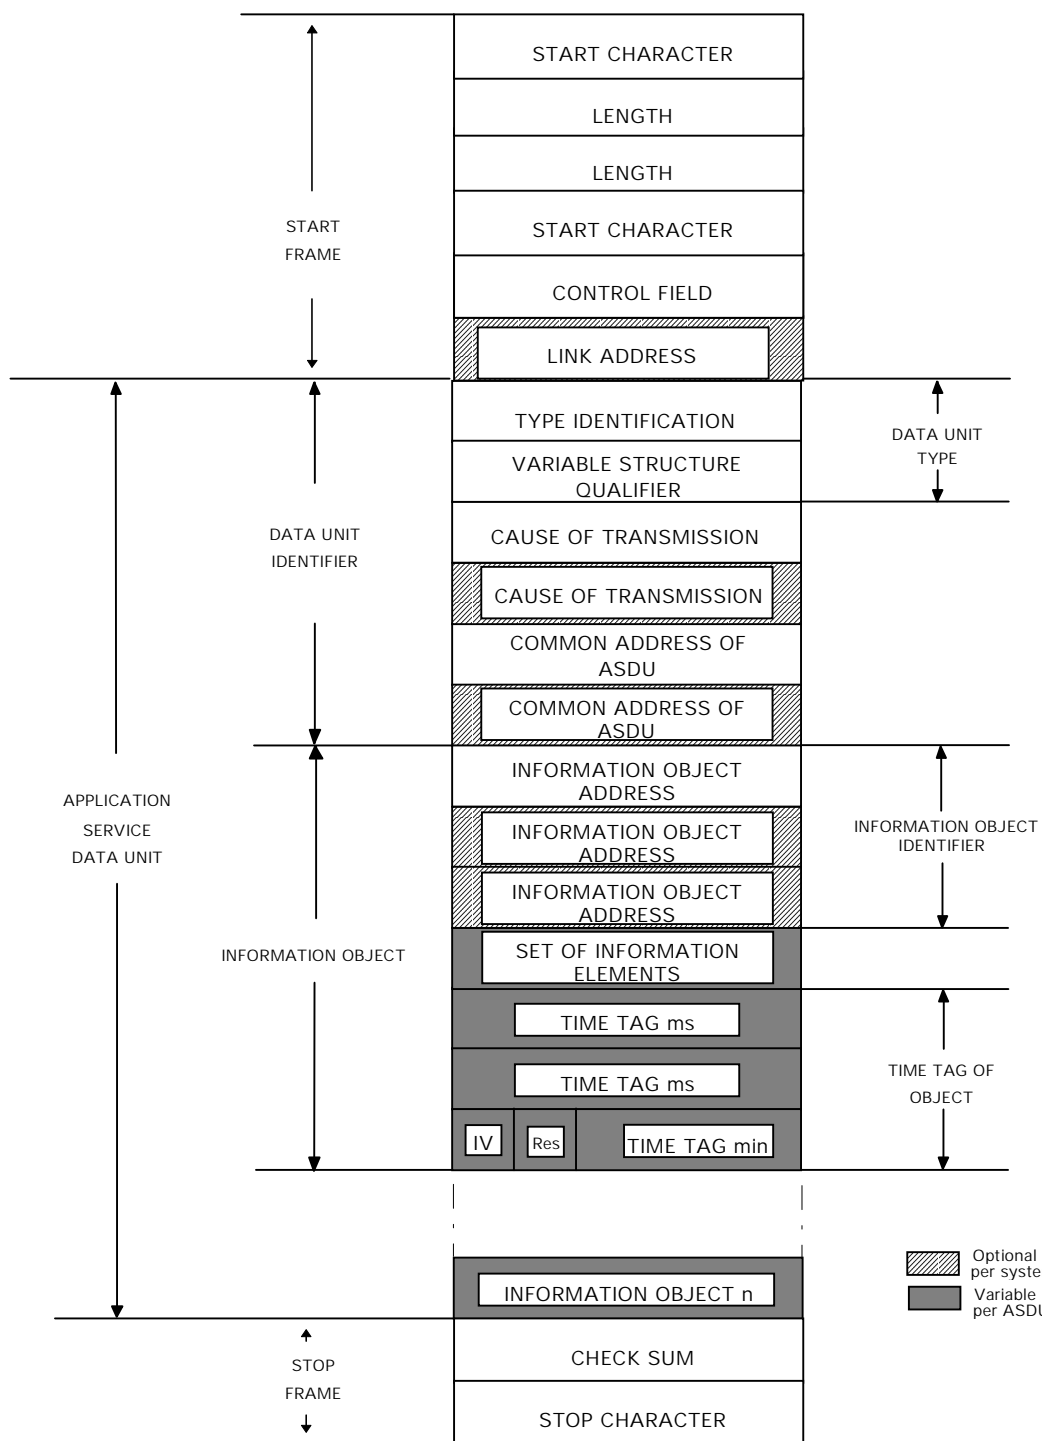 START CHARACTER
LENGTH
LENGTH
START CHARACTER
START
FRAME
CONTROL FIELD
LINK ADDRESS
TYPE IDENTIFICATION
DATA UNIT
TYPE
VARIABLE STRUCTURE
QUALIFIER
DATA UNIT
IDENTIFIER
CAUSE OF TRANSMISSION
CAUSE OF TRANSMISSION
COMMON ADDRESS OF
ASDU
COMMON ADDRESS OF
ASDU
INFORMATION OBJECT
ADDRESS
APPLICATION
SERVICE
DATA UNIT
INFORMATION OBJECT
ADDRESS
INFORMATION OBJECT
IDENTIFIER
INFORMATION OBJECT
ADDRESS
INFORMATION OBJECT
SET OF INFORMATION
ELEMENTS
TIME TAG ms
TIME TAG ms
TIME TAG OF
OBJECT
IV
Res
TIME TAG min
INFORMATION OBJECT n
Optional
per syste
Variable
per ASDU
CHECK SUM
STOP
FRAME
STOP CHARACTER